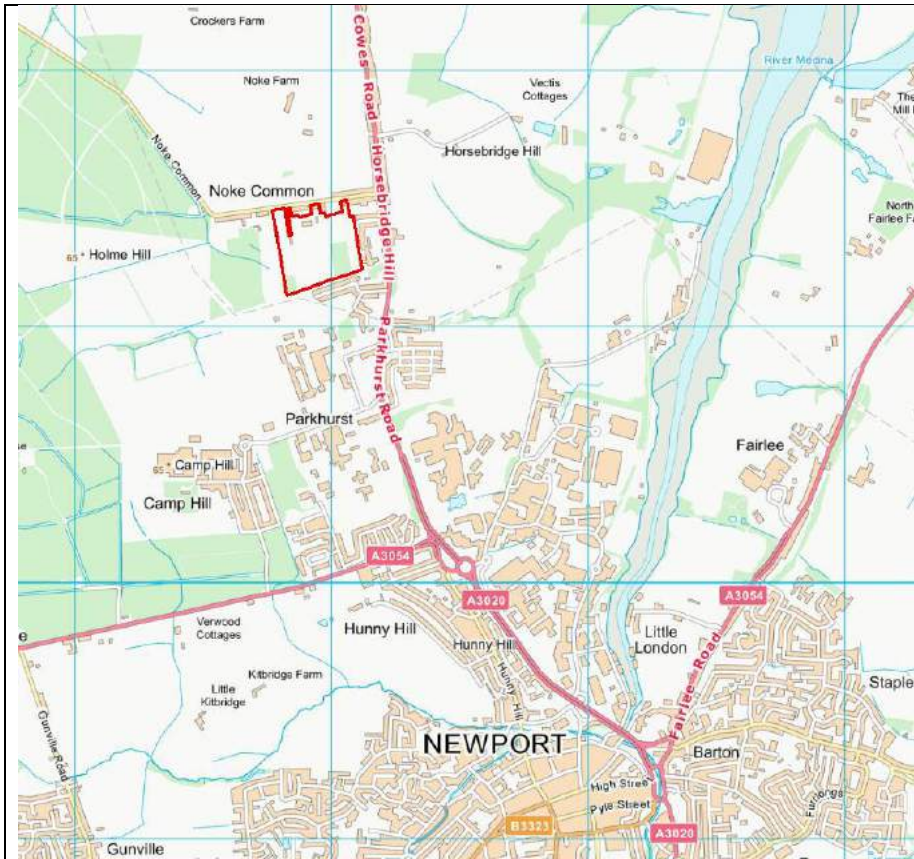 Crockers Farm
Noke Farm
Cowes Road
Vectis
Cottages
River Medina
The
Mill
Noke Common
Noke Common
Horsebridge Hill
Horsebridge Hill
North
Fairlee Fa
65
Holme Hill
Parkhurst Road
Parkhurst
Fairlee
65
Camp Hill
Camp Hill
A3054
A3020
A3054
Verwood
Cottages
Hunny Hill
Hunny Hill
Hunny Hill
Little
London
Fairlee Road
Staple
Kitbridge Farm
Little
Kitbridge
Gunville Road
NEWPORT
Barton
High Street
Pyle Street
Furlongs
B3323
A3020
Gunville